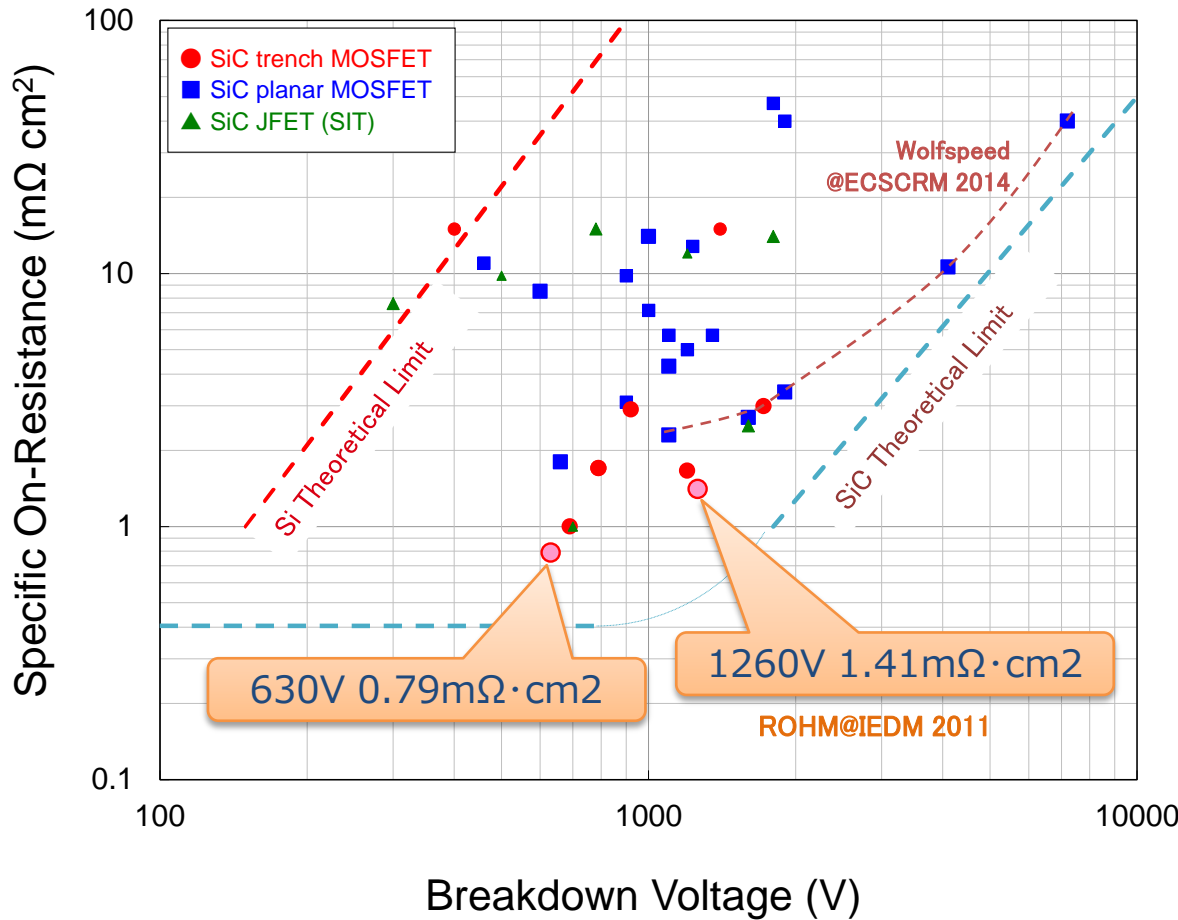 Specific On-Resistance (mΩ cm²)
100
10
1
0.1
SiC trench MOSFET
SiC planar MOSFET
SiC JFET (SIT)
Wolfspeed
@ECSCRM 2014
Si Theoretical Limit
SiC Theoretical Limit
1260V 1.41mΩ·cm2
630V 0.79mΩ·cm2
ROHM@IEDM 2011
100
1000
10000
Breakdown Voltage (V)